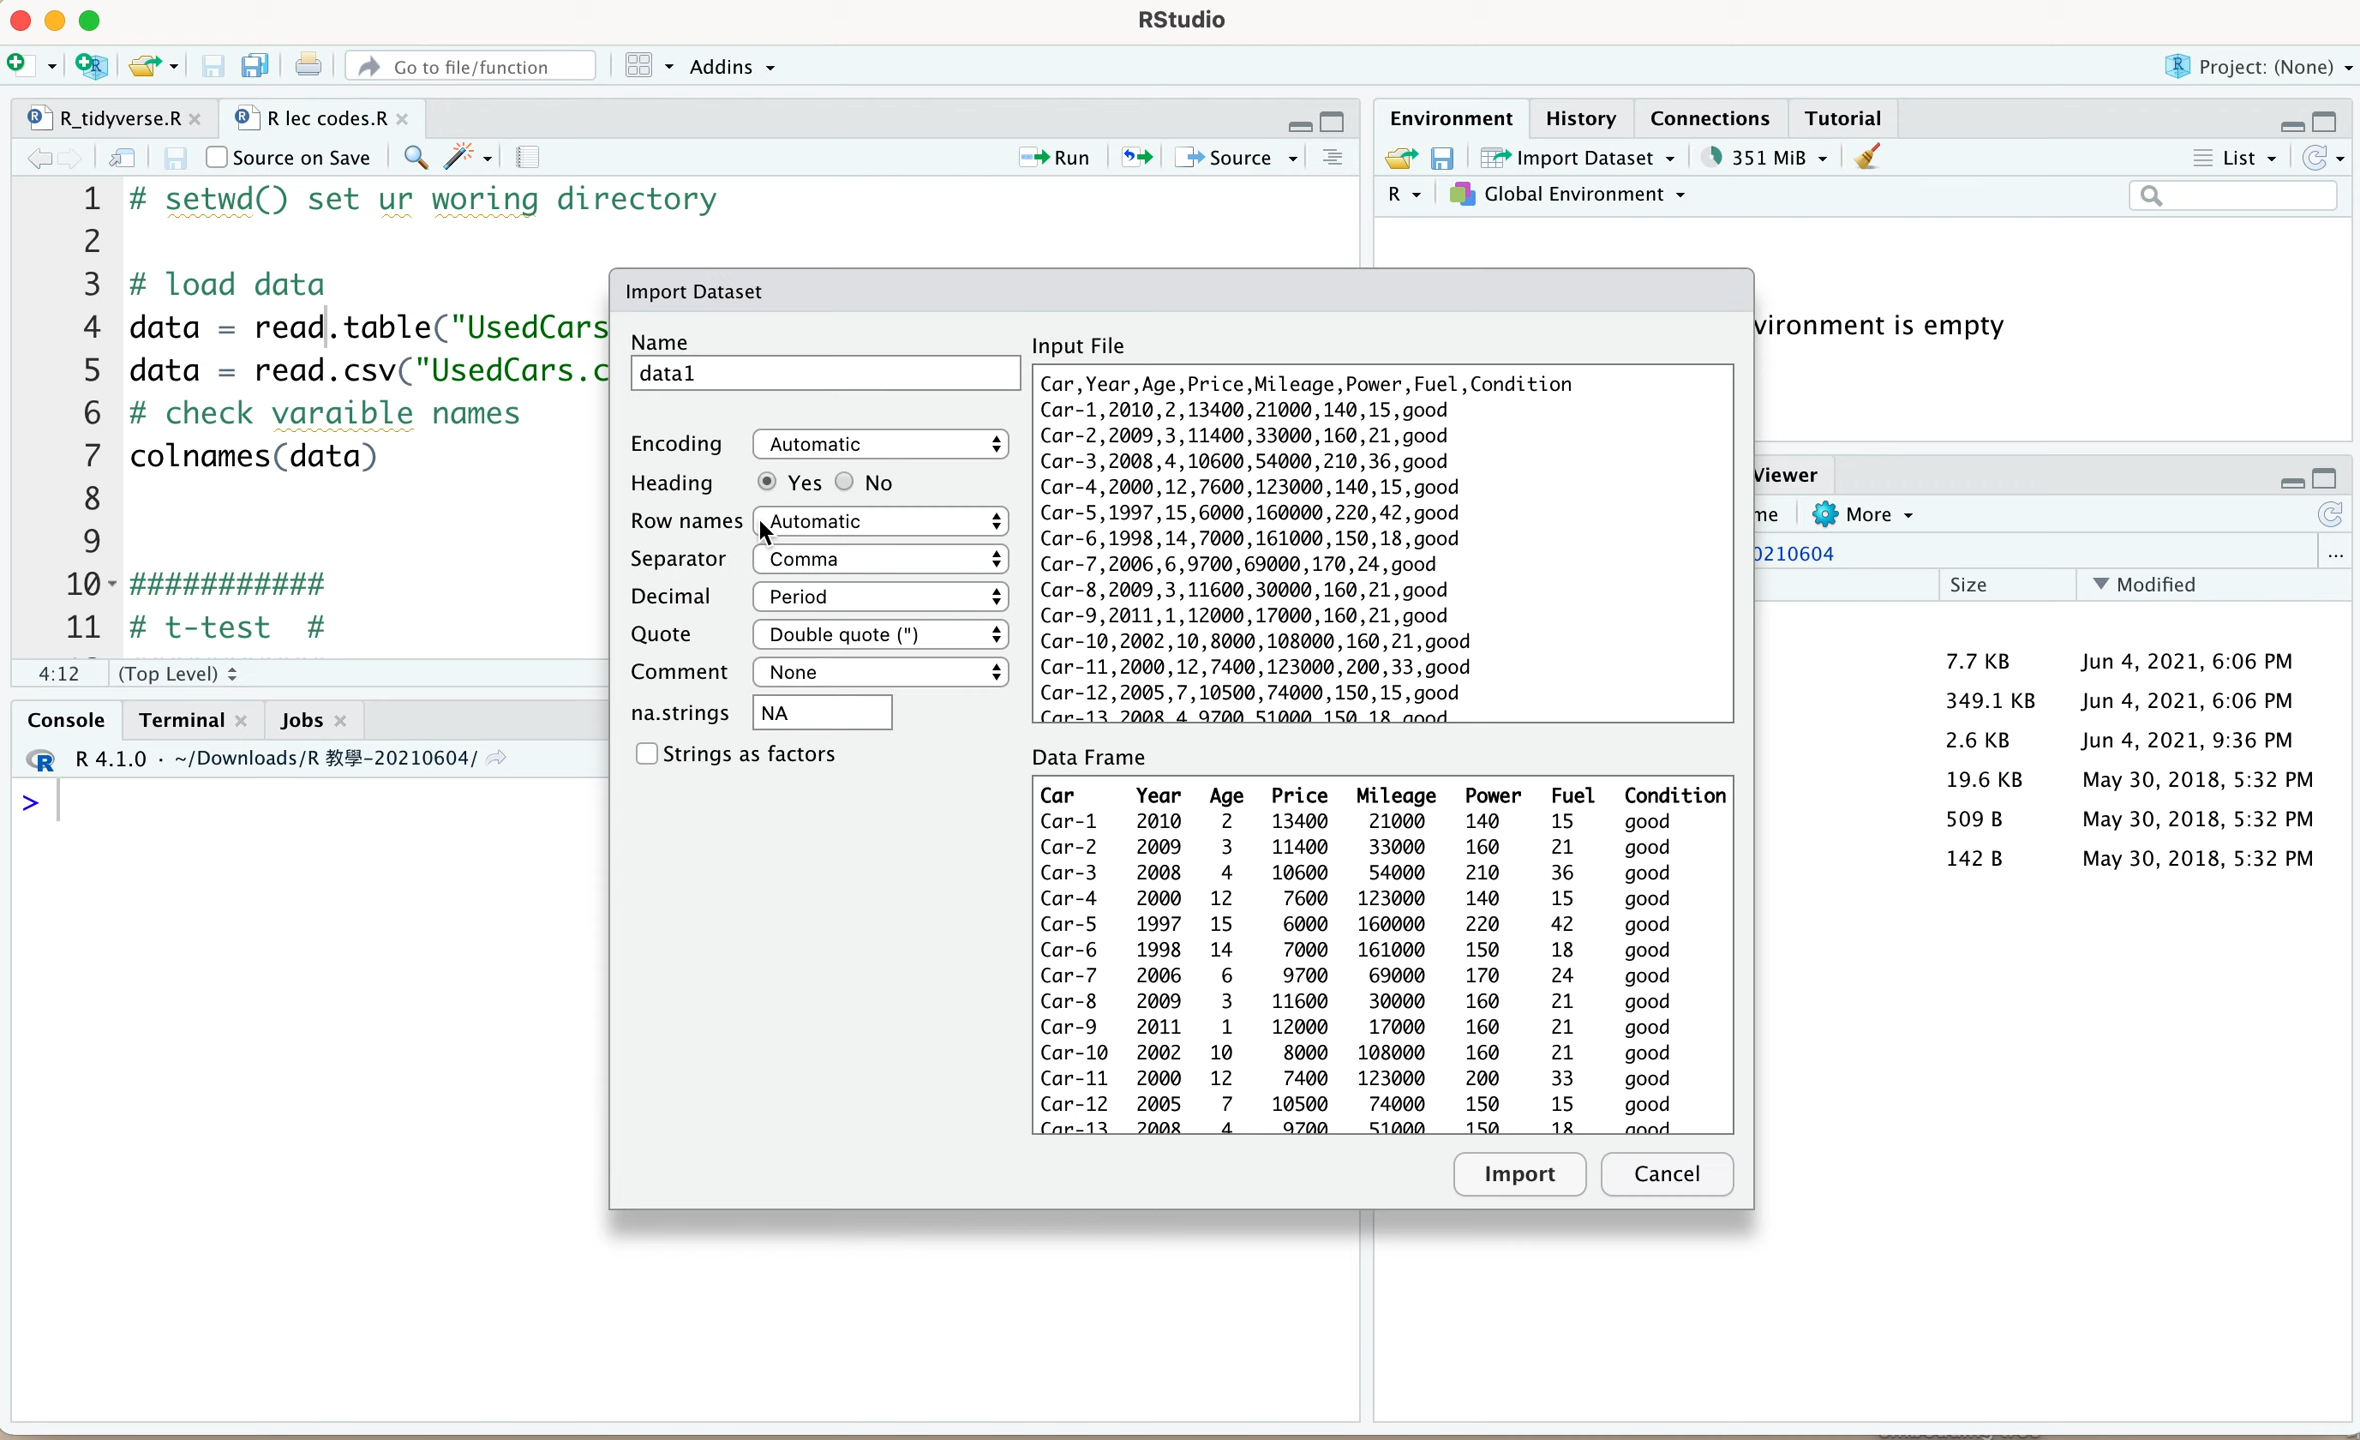 RStudio
Go to file/function
Addins
Project: (None)
R_tidyverse.R
R lec codes.R
Source on Save
Run
Source
1 # setwd() set ur woring directory
2
3 # load data
4 data = read.table("UsedCars
5 data = read.csv("UsedCars.c
6 # check varaible names
7 colnames(data)
8
9
10 ###########
11 # t-test #
4:12 (Top Level)
Console Terminal Jobs
R 4.1.0 · ~/Downloads/R 教學-20210604/
>
Environment History Connections Tutorial
Import Dataset 351 MiB List
R Global Environment
vironment is empty
Viewer
me More
0210604 ...
Size Modified
7.7 KB Jun 4, 2021, 6:06 PM
349.1 KB Jun 4, 2021, 6:06 PM
2.6 KB Jun 4, 2021, 9:36 PM
19.6 KB May 30, 2018, 5:32 PM
509 B May 30, 2018, 5:32 PM
142 B May 30, 2018, 5:32 PM
Import Dataset
Name
data1
Encoding Automatic
Heading Yes No
Row names Automatic
Separator Comma
Decimal Period
Quote Double quote (")
Comment None
na.strings NA
Strings as factors
Input File
Car,Year,Age,Price,Mileage,Power,Fuel,Condition
Car-1,2010,2,13400,21000,140,15,good
Car-2,2009,3,11400,33000,160,21,good
Car-3,2008,4,10600,54000,210,36,good
Car-4,2000,12,7600,123000,140,15,good
Car-5,1997,15,6000,160000,220,42,good
Car-6,1998,14,7000,161000,150,18,good
Car-7,2006,6,9700,69000,170,24,good
Car-8,2009,3,11600,30000,160,21,good
Car-9,2011,1,12000,17000,160,21,good
Car-10,2002,10,8000,108000,160,21,good
Car-11,2000,12,7400,123000,200,33,good
Car-12,2005,7,10500,74000,150,15,good
Car-13,2008,4,9700,51000,150,18,good
Data Frame
Car Year Age Price Mileage Power Fuel Condition
Car-1 2010 2 13400 21000 140 15 good
Car-2 2009 3 11400 33000 160 21 good
Car-3 2008 4 10600 54000 210 36 good
Car-4 2000 12 7600 123000 140 15 good
Car-5 1997 15 6000 160000 220 42 good
Car-6 1998 14 7000 161000 150 18 good
Car-7 2006 6 9700 69000 170 24 good
Car-8 2009 3 11600 30000 160 21 good
Car-9 2011 1 12000 17000 160 21 good
Car-10 2002 10 8000 108000 160 21 good
Car-11 2000 12 7400 123000 200 33 good
Car-12 2005 7 10500 74000 150 15 good
Car-13 2008 4 9700 51000 150 18 good
Import Cancel